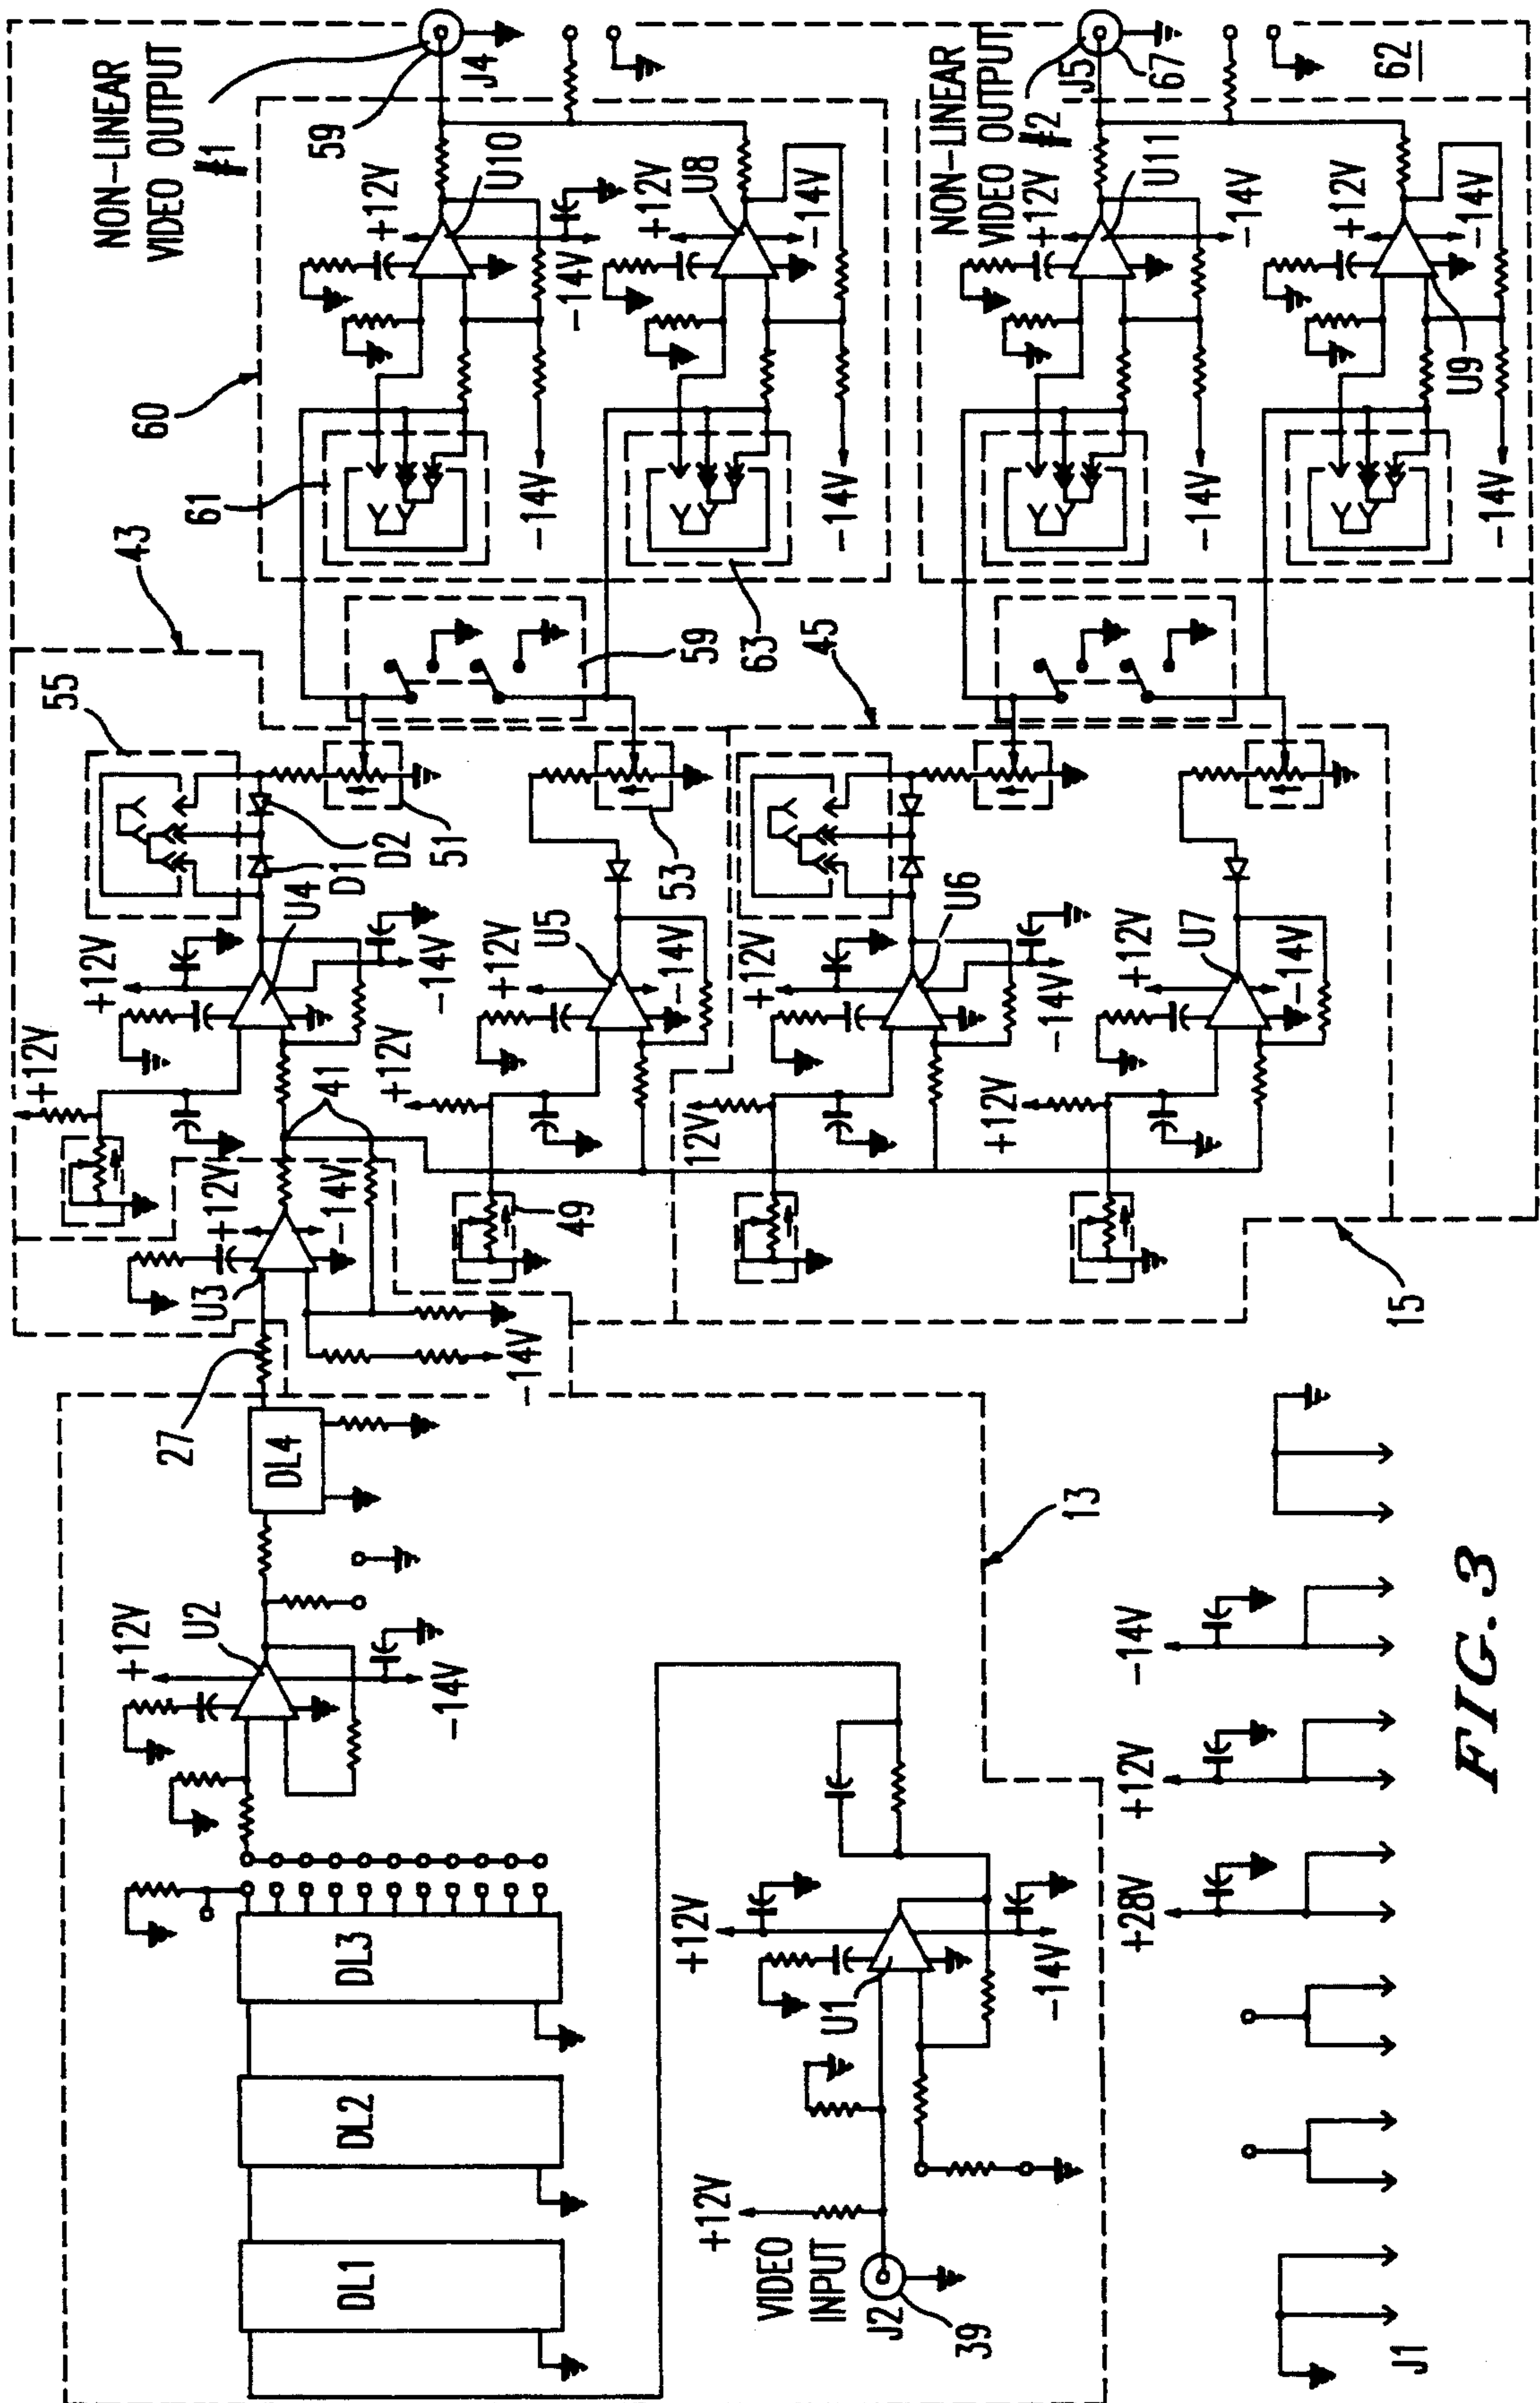 NON-LINEAR
VIDEO OUTPUT
#1
59
59
J4
+12V
U10
-14V
60
61
-14V
+12V
U8
-14V
63
-14V
NON-LINEAR
VIDEO OUTPUT
#2
J5
67
62
+12V
U11
-14V
-14V
+12V
-14V
U9
-14V
43
55
59
45
D1
D2
51
53
+12V
+12V
U4
-14V
41
+12V
+12V
U5
-14V
49
12V
+12V
U6
-14V
+12V
+12V
U7
-14V
15
+12V
-14V
U3
27
-14V
DL4
+12V
U2
-14V
13
DL3
DL2
DL1
+12V
U1
-14V
+12V
VIDEO
INPUT
J2
39
-14V
+12V
+28V
J1
FIG. 3